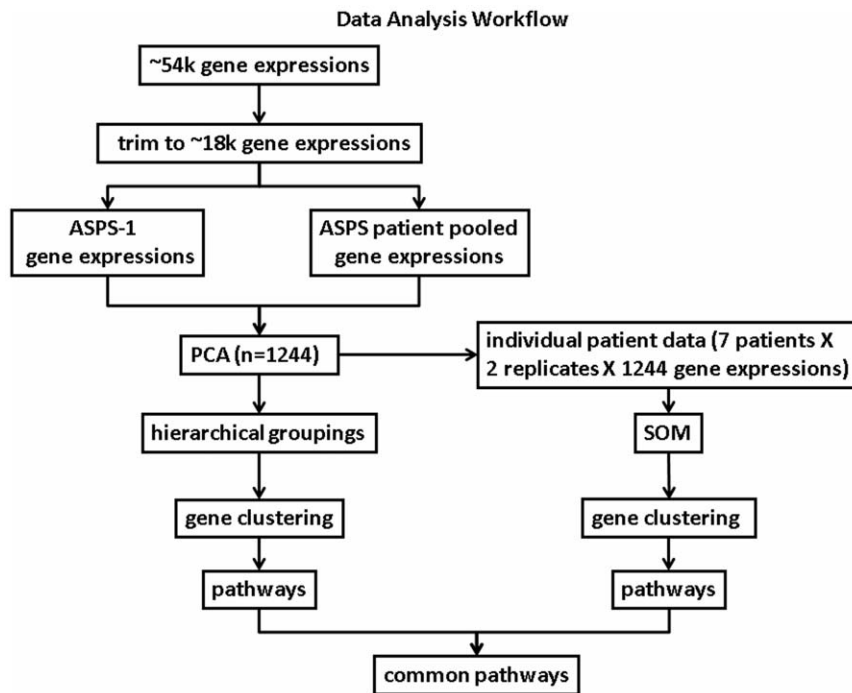 Data Analysis Workflow
~54k gene expressions
trim to ~18k gene expressions
ASPS-1
gene expressions
ASPS patient pooled
gene expressions
PCA (n=1244)
individual patient data (7 patients X
2 replicates X 1244 gene expressions)
hierarchical groupings
SOM
gene clustering
gene clustering
pathways
pathways
common pathways